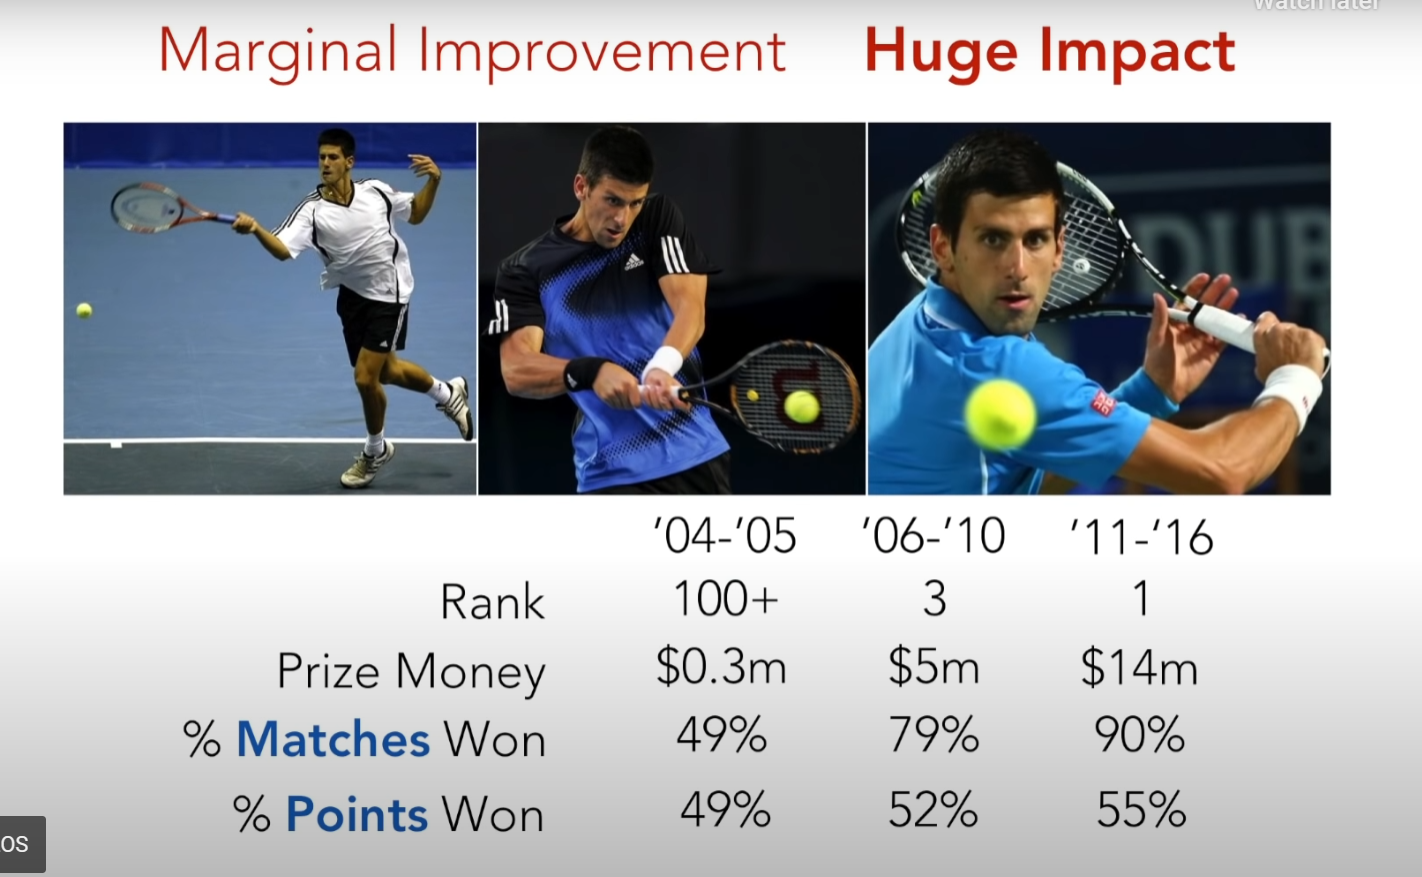 Watch later
Marginal Improvement Huge Impact
adidas
DUB
'04-'05 '06-'10 '11-'16
Rank 100+ 3 1
Prize Money $0.3m $5m $14m
% Matches Won 49% 79% 90%
% Points Won 49% 52% 55%
OS